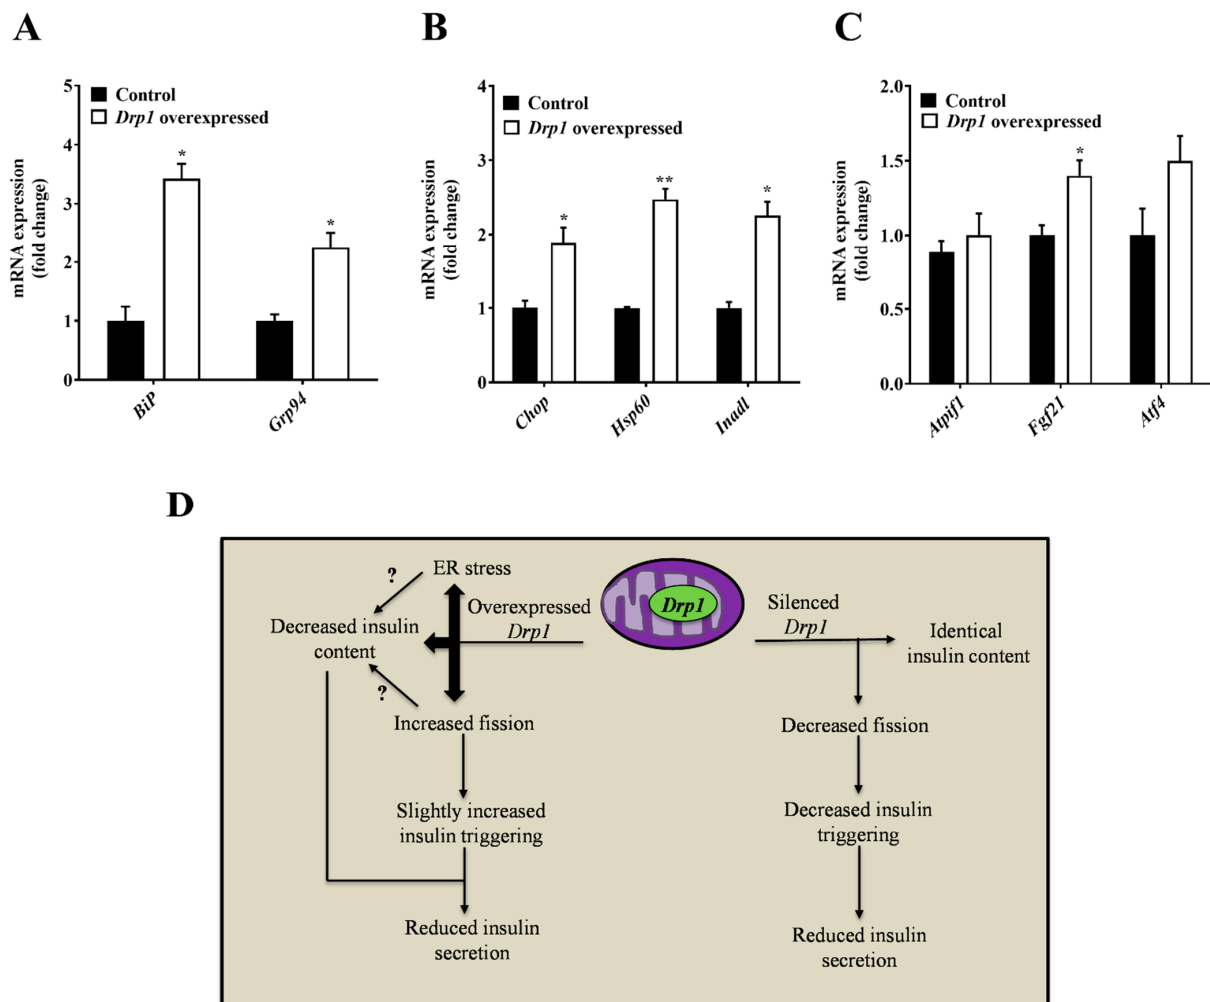 A
5
4
3
2
1
0
mRNA expression
(fold change)
Control
Drp1 overexpressed
*
*
BiP
Grp94
B
4
3
2
1
0
mRNA expression
(fold change)
Control
Drp1 overexpressed
*
**
*
Chop
Hsp60
Inadl
C
2.0
1.5
1.0
0.5
0.0
mRNA expression
(fold change)
Control
Drp1 overexpressed
*
Atpif1
Fgf21
Atf4
D
ER stress
?
Decreased insulin
content
?
Overexpressed
Drp1
Increased fission
Slightly increased
insulin triggering
Reduced insulin
secretion
Drp1
Silenced
Drp1
Identical
insulin content
Decreased fission
Decreased insulin
triggering
Reduced insulin
secretion